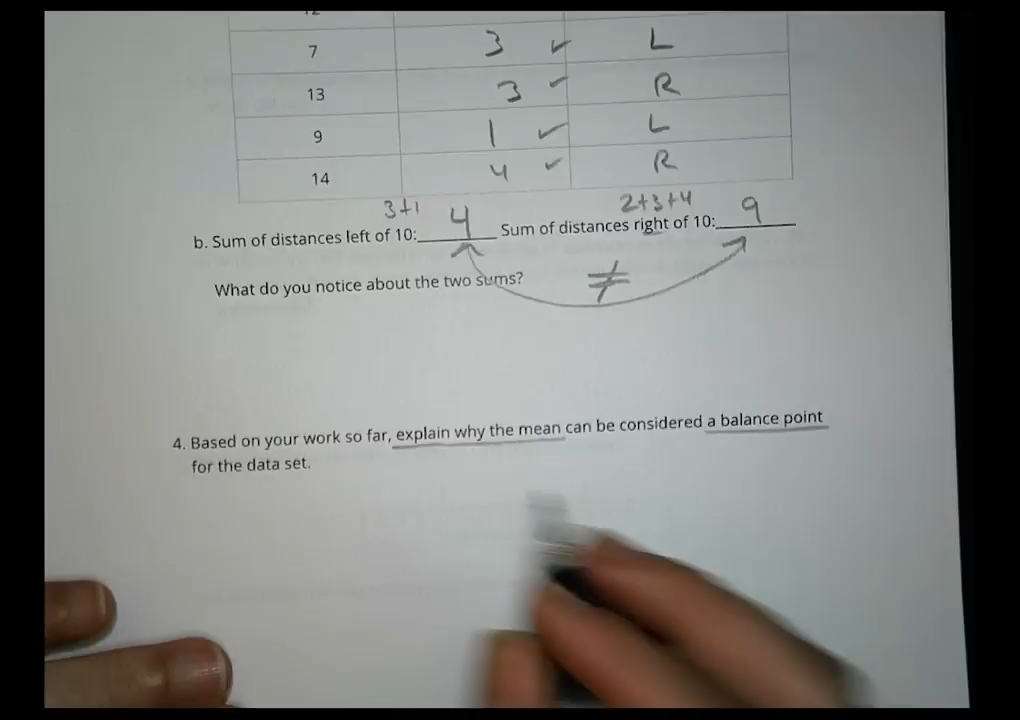 12
7 3 ✓ L
13 3 ✓ R
9 1 ✓ L
14 4 ✓ R
3+1 2+3+4
b. Sum of distances left of 10: 4 Sum of distances right of 10: 9
What do you notice about the two sums? ≠
4. Based on your work so far, explain why the mean can be considered a balance point
for the data set.